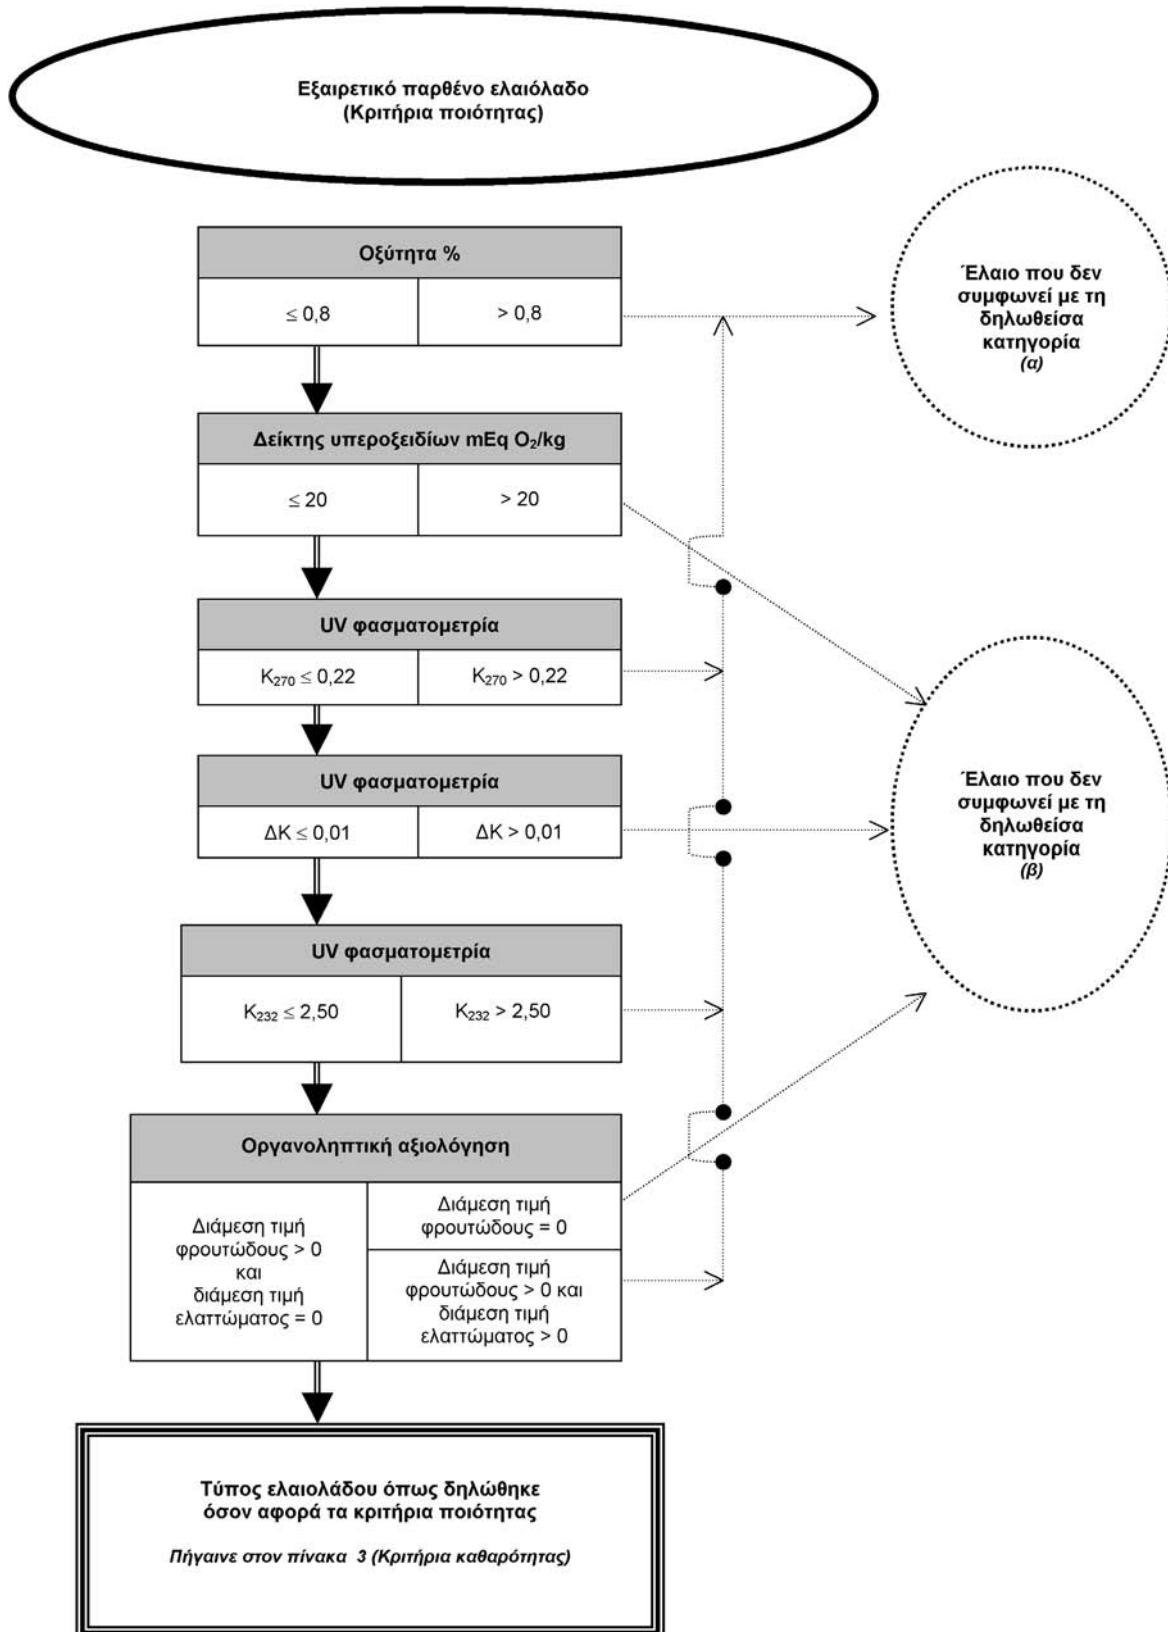 Εξαιρετικό παρθένο ελαιόλαδο
(Κριτήρια ποιότητας)
Οξύτητα %
≤ 0,8
> 0,8
Έλαιο που δεν
συμφωνεί με τη
δηλωθείσα
κατηγορία
(α)
Δείκτης υπεροξειδίων mEq O₂/kg
≤ 20
> 20
UV φασματομετρία
K₂₇₀ ≤ 0,22
K₂₇₀ > 0,22
UV φασματομετρία
ΔK ≤ 0,01
ΔK > 0,01
Έλαιο που δεν
συμφωνεί με τη
δηλωθείσα
κατηγορία
(β)
UV φασματομετρία
K₂₃₂ ≤ 2,50
K₂₃₂ > 2,50
Οργανοληπτική αξιολόγηση
Διάμεση τιμή
φρουτώδους > 0
και
διάμεση τιμή
ελαττώματος = 0
Διάμεση τιμή
φρουτώδους = 0
Διάμεση τιμή
φρουτώδους > 0 και
διάμεση τιμή
ελαττώματος > 0
Τύπος ελαιολάδου όπως δηλώθηκε
όσον αφορά τα κριτήρια ποιότητας
Πήγαινε στον πίνακα 3 (Κριτήρια καθαρότητας)